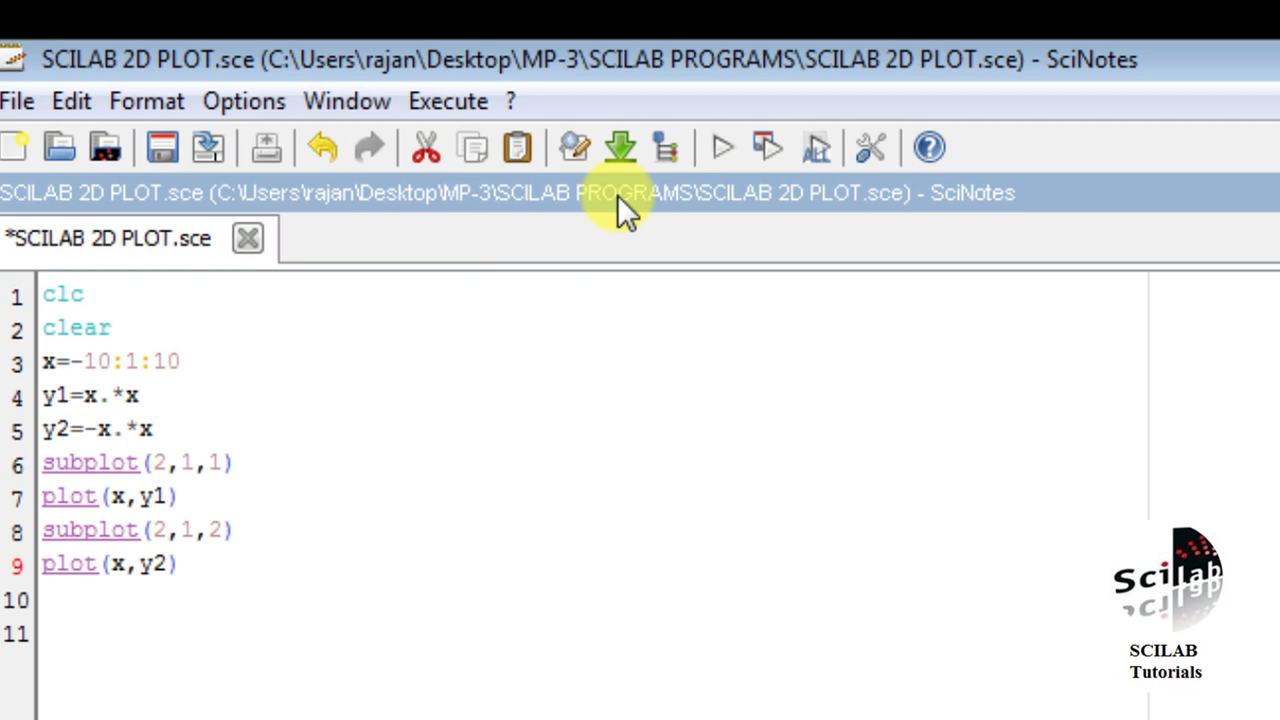 SCILAB 2D PLOT.sce (C:\Users\rajan\Desktop\MP-3\SCILAB PROGRAMS\SCILAB 2D PLOT.sce) - SciNotes
File Edit Format Options Window Execute ?
ALL
SCILAB 2D PLOT.sce (C:\Users\rajan\Desktop\MP-3\SCILAB PROGRAMS\SCILAB 2D PLOT.sce) - SciNotes
*SCILAB 2D PLOT.sce
1 clc
2 clear
3 x=-10:1:10
4 y1=x.*x
5 y2=-x.*x
6 subplot(2,1,1)
7 plot(x,y1)
8 subplot(2,1,2)
9 plot(x,y2)
10
11
Scilab
SCILAB
Tutorials